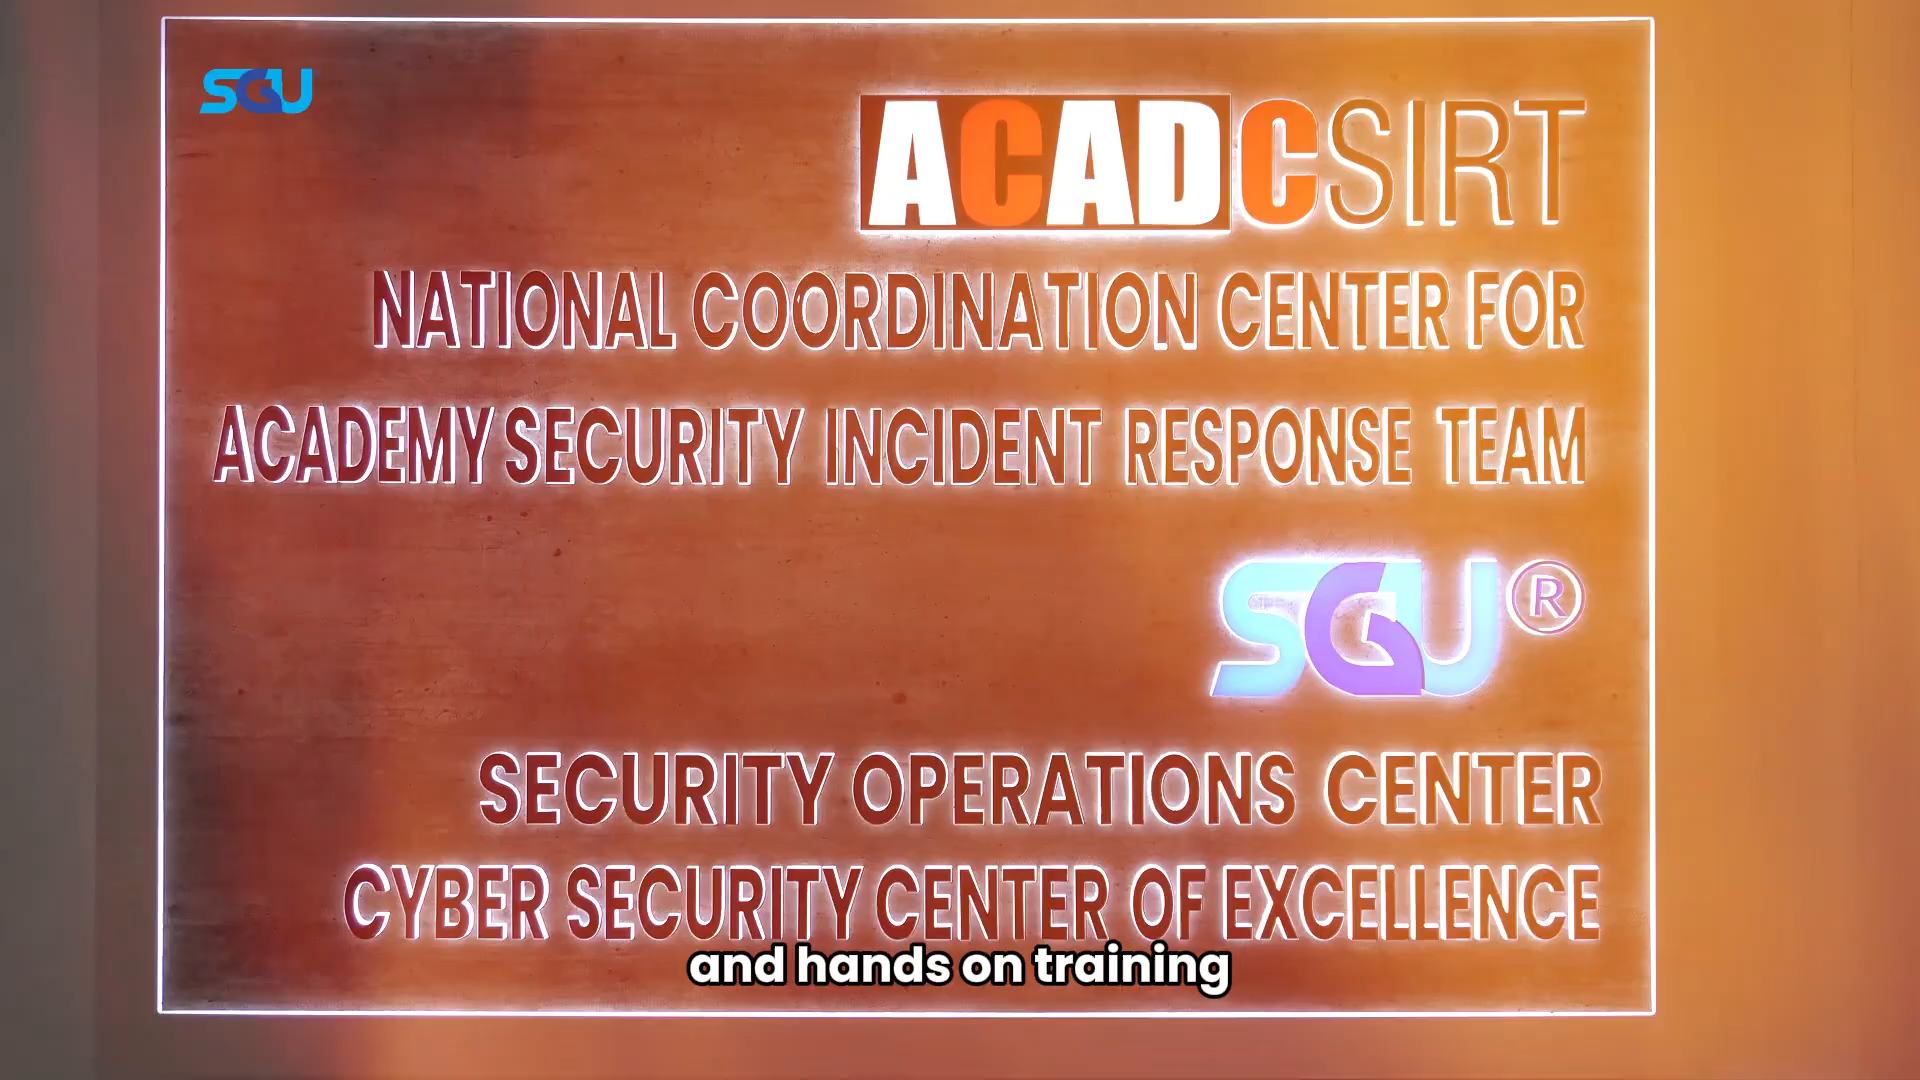 SGU
ACADCSIRT
NATIONAL COORDINATION CENTER FOR
ACADEMY SECURITY INCIDENT RESPONSE TEAM
SGU®
SECURITY OPERATIONS CENTER
CYBER SECURITY CENTER OF EXCELLENCE
and hands on training